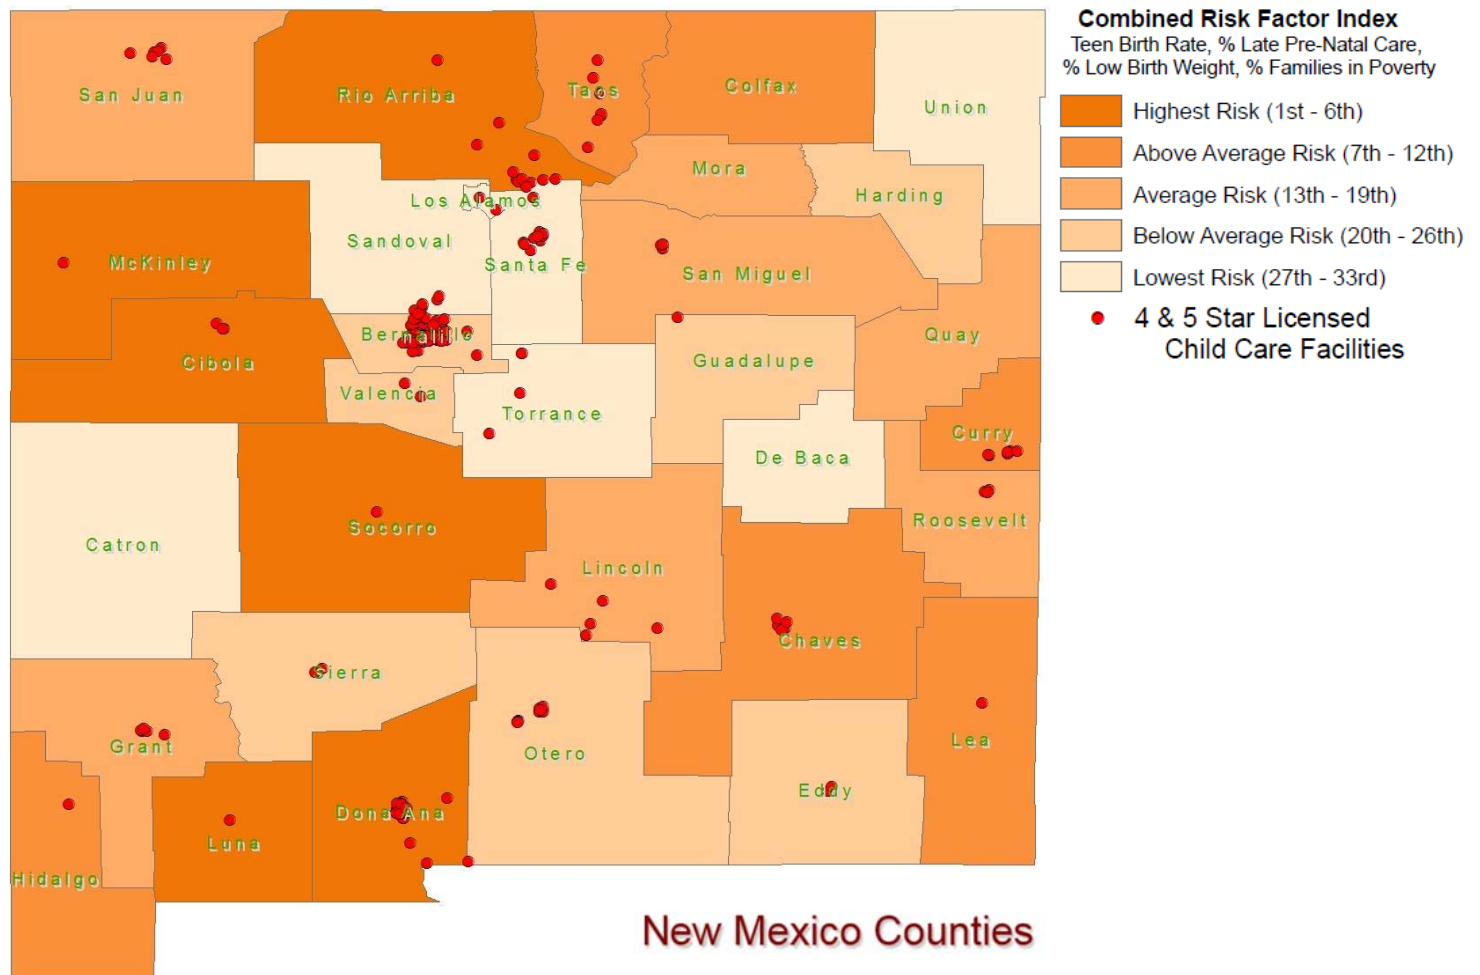 Combined Risk Factor Index
Teen Birth Rate, % Late Pre-Natal Care,
% Low Birth Weight, % Families in Poverty
Highest Risk (1st - 6th)
Above Average Risk (7th - 12th)
Average Risk (13th - 19th)
Below Average Risk (20th - 26th)
Lowest Risk (27th - 33rd)
4 & 5 Star Licensed
Child Care Facilities
San Juan
Rio Arriba
Taos
Colfax
Union
Mora
Harding
Los Alamos
Sandoval
Santa Fe
McKinley
San Miguel
Cibola
Bernalillo
Guadalupe
Quay
Valencia
Torrance
Curry
De Baca
Socorro
Roosevelt
Catron
Lincoln
Chaves
Sierra
Grant
Otero
Lea
Eddy
Dona Ana
Luna
Hidalgo
New Mexico Counties